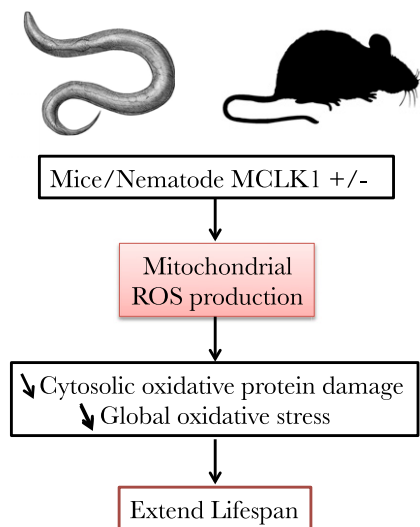 Mice/Nematode MCLK1 +/-
Mitochondrial
ROS production
Cytosolic oxidative protein damage
Global oxidative stress
Extend Lifespan